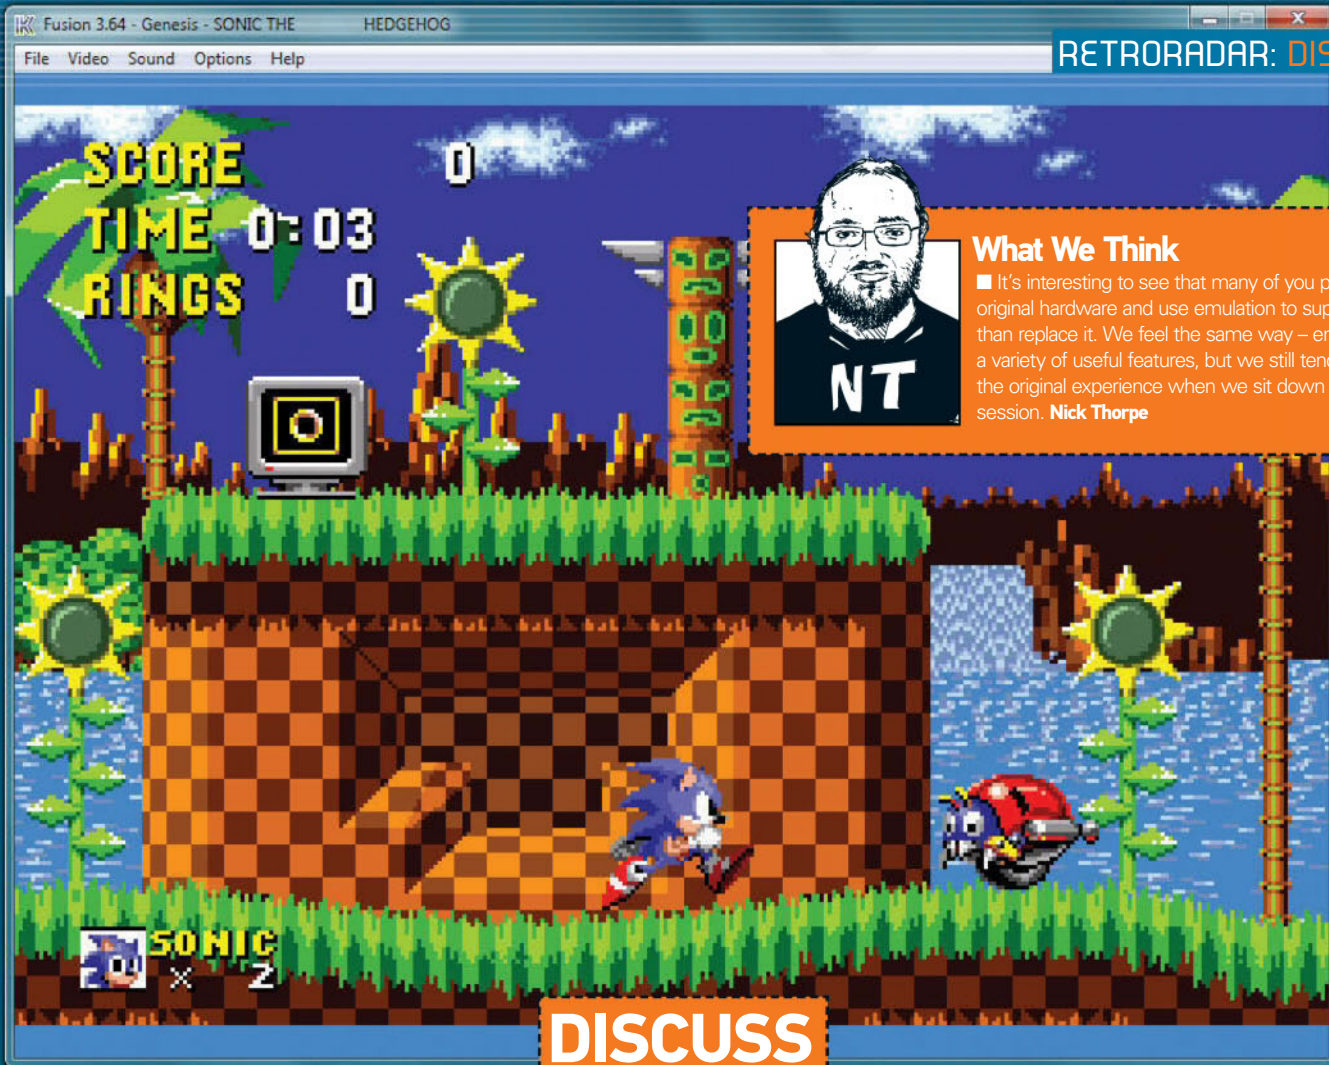 Fusion 3.64 - Genesis - SONIC THE HEDGEHOG
File Video Sound Options Help
RETRORADAR:
SCORE 0
TIME 0:03
RINGS 0
What We Think
■ It's interesting to see that many of you
original hardware and use emulation to
than replace it. We feel the same way –
a variety of useful features, but we still
the original experience when we sit down
session. Nick Thorpe
NT
SONIC
× 2
DISCUSS